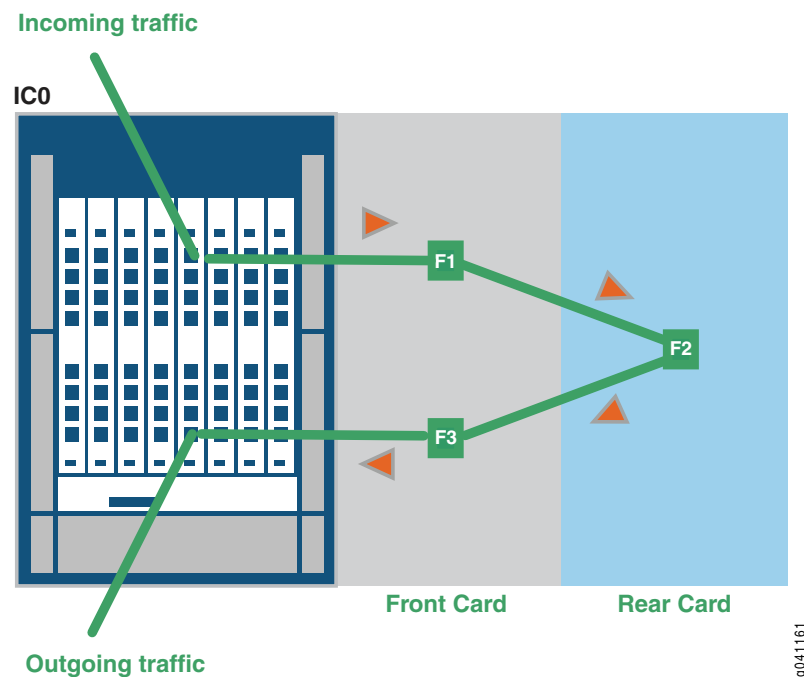 Incoming traffic
IC0
F1
F2
F3
Front Card
Rear Card
Outgoing traffic
g041161